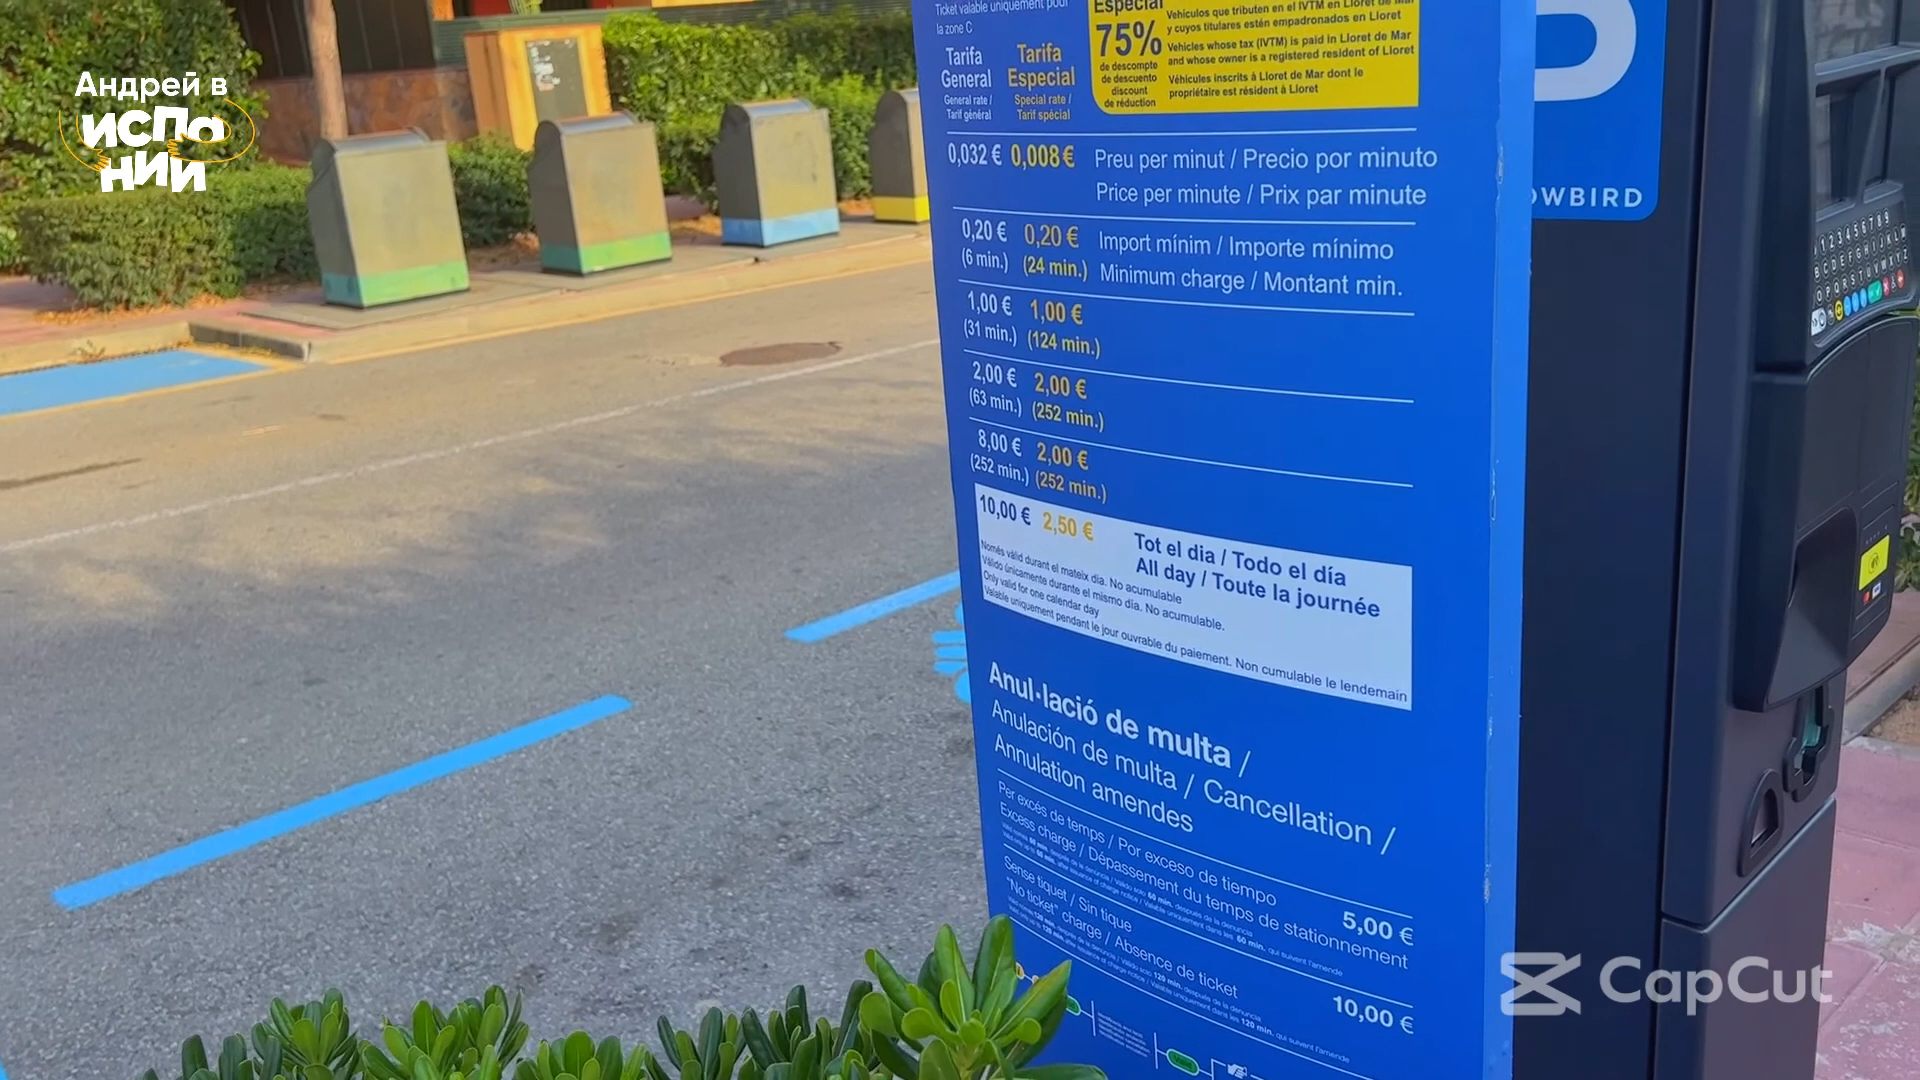 Андрей в
ИСПО
НИИ
Ticket valable uniquement pour
la zone C
Tarifa
General
General rate /
Tarif général
Tarifa
Especial
Special rate /
Tarif spécial
Especial
75%
de descompte
de descuento
discount
de réduction
Vehículos que tributen en el IVTM en Lloret de Mar
y cuyos titulares estén empadronados en Lloret
Vehicles whose tax (IVTM) is paid in Lloret de Mar
and whose owner is a registered resident of Lloret
Véhicules inscrits à Lloret de Mar dont le
propriétaire est résident à Lloret
0,032 € 0,008 € Preu per minut / Precio por minuto
Price per minute / Prix par minute
0,20 € 0,20 € Import mínim / Importe mínimo
(6 min.) (24 min.) Minimum charge / Montant min.
1,00 € 1,00 €
(31 min.) (124 min.)
2,00 € 2,00 €
(63 min.) (252 min.)
8,00 € 2,00 €
(252 min.) (252 min.)
10,00 € 2,50 € Tot el dia / Todo el día
All day / Toute la journée
Només vàlid durant el mateix dia. No acumulable
Válido únicamente durante el mismo día. No acumulable.
Only valid for one calendar day
Valable uniquement pendant le jour ouvrable du paiement. Non cumulable le lendemain
Anul·lació de multa /
Anulación de multa / Cancellation /
Annulation amendes
Per excés de temps / Por exceso de tiempo
Excess charge / Dépassement du temps de stationnement
5,00 €
Sense tiquet / Sin tique
"No ticket" charge / Absence de ticket
10,00 €
OWBIRD
CapCut